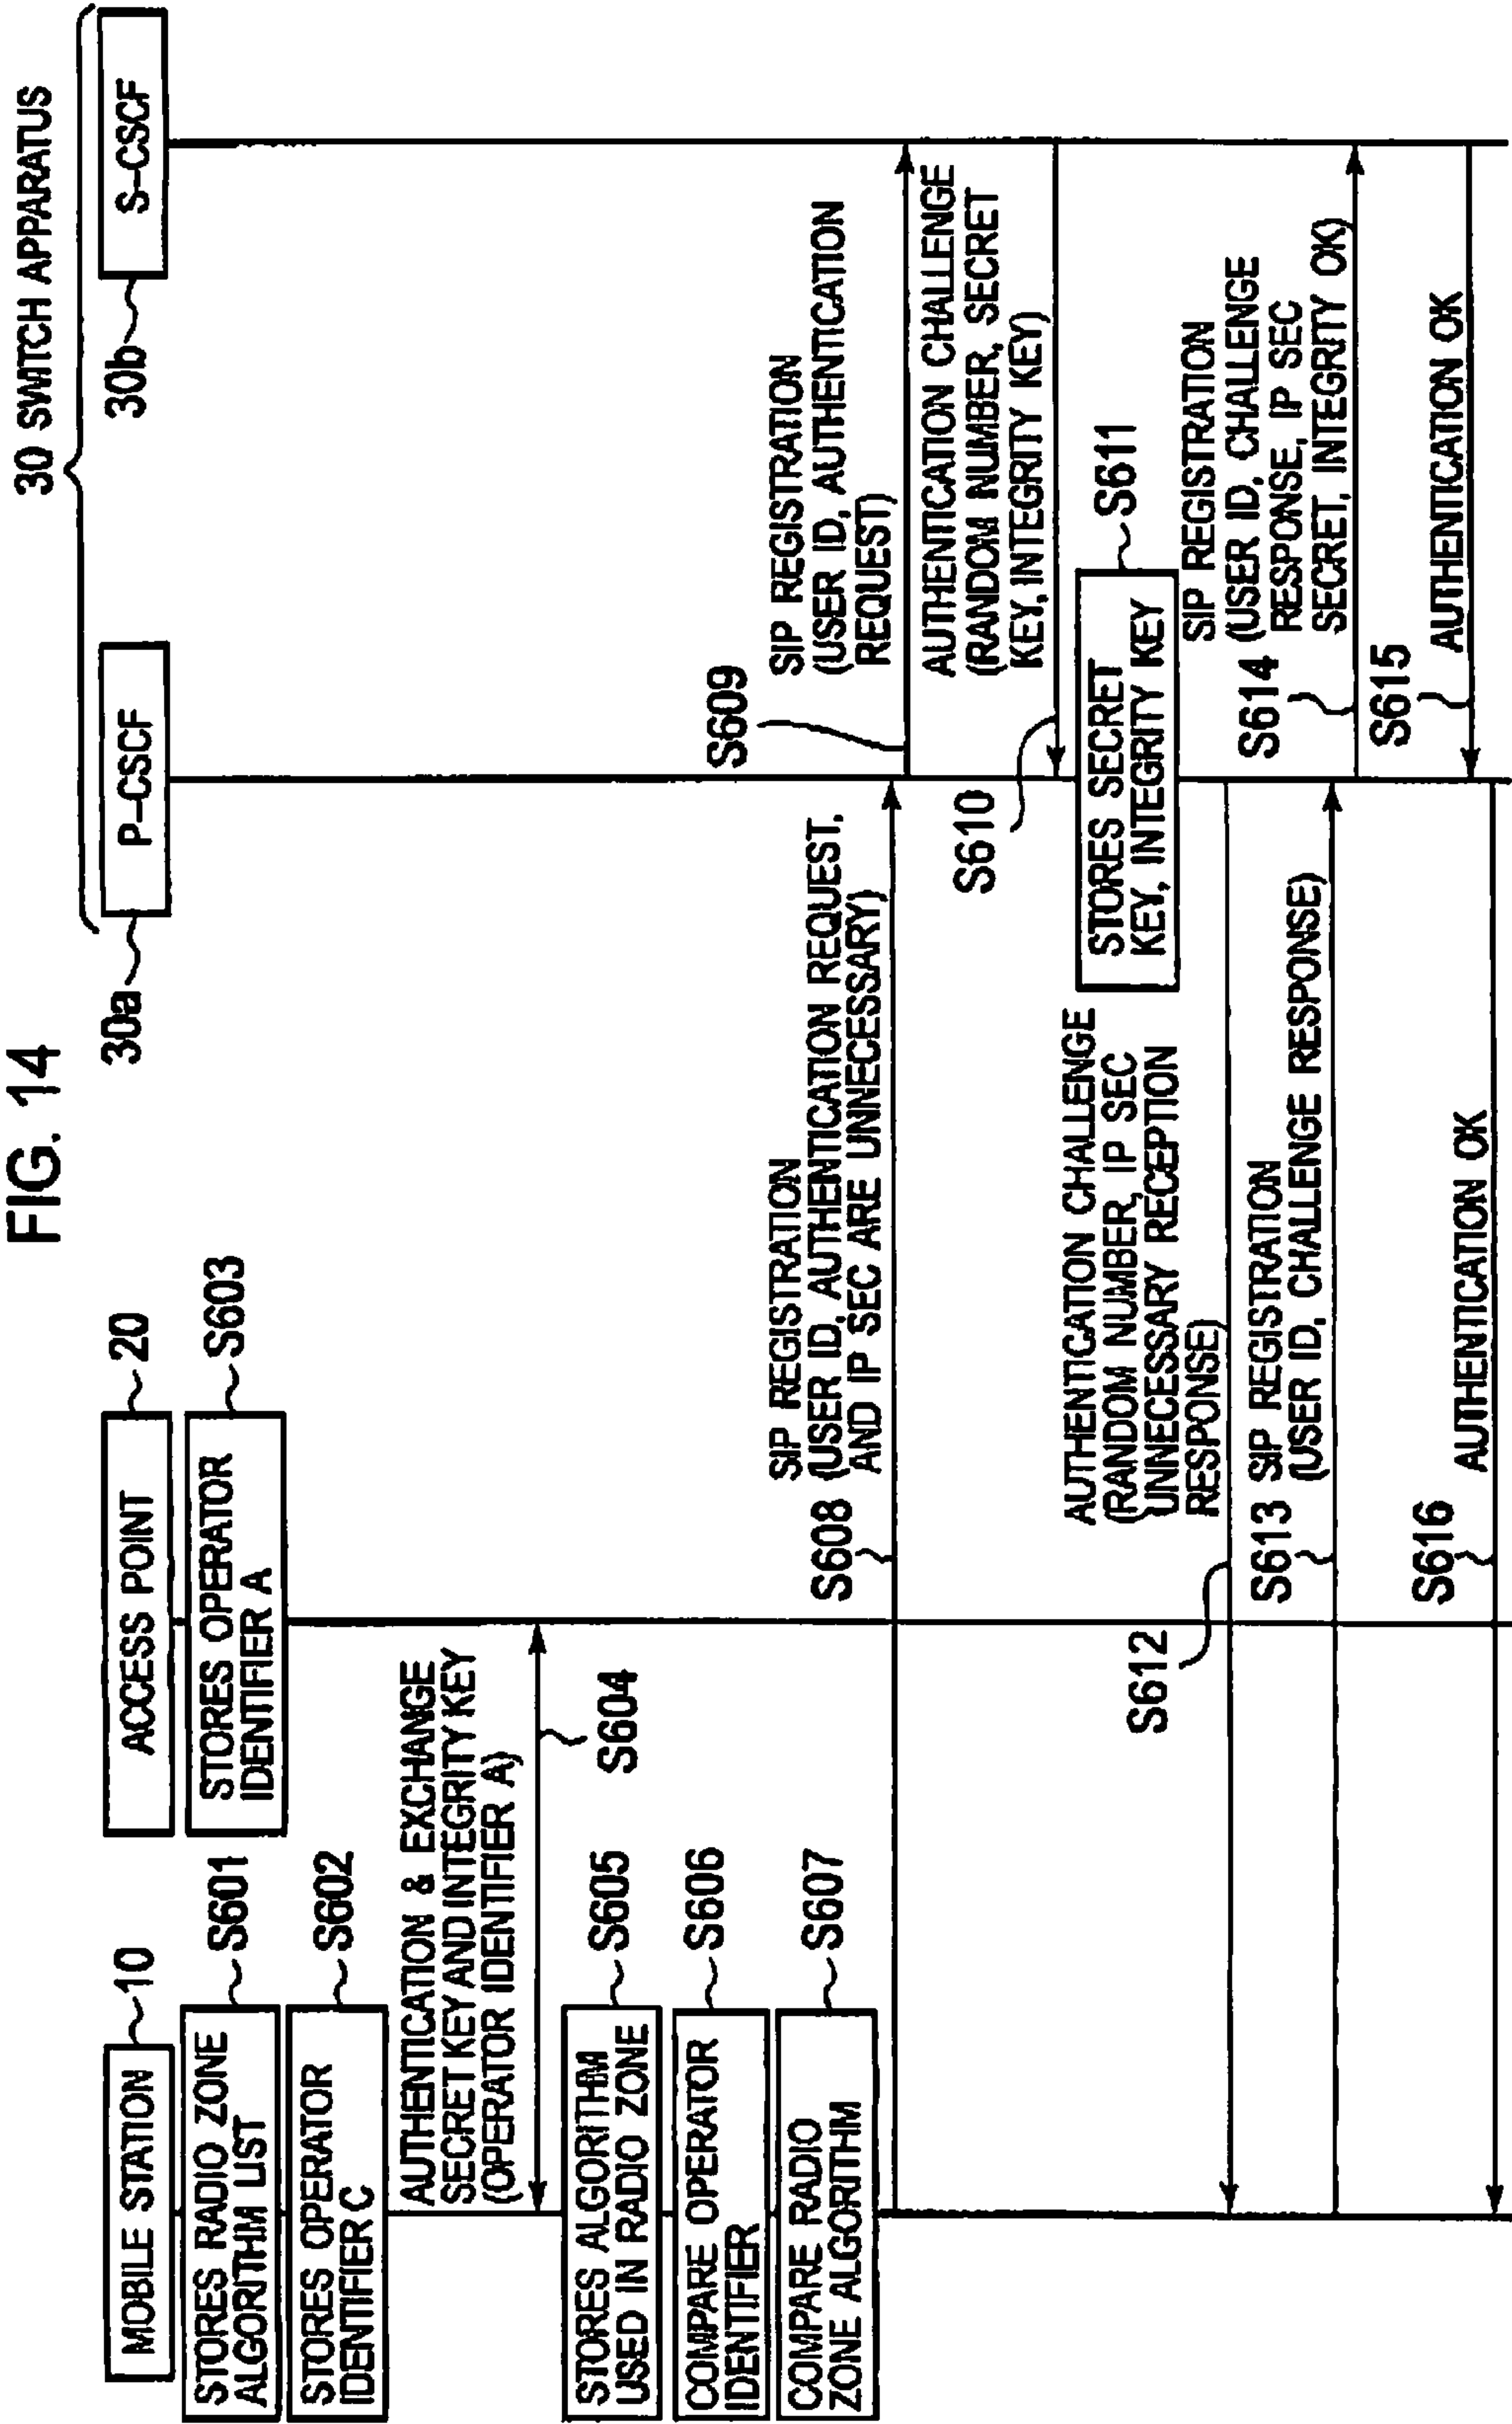 FIG. 14
30 SWITCH APPARATUS
10
MOBILE STATION
20
ACCESS POINT
30a
P-CSCF
30b
S-CSCF
STORES RADIO ZONE
ALGORITHM LIST
S601
STORES OPERATOR
IDENTIFIER C
S602
STORES OPERATOR
IDENTIFIER A
S603
AUTHENTICATION & EXCHANGE
SECRET KEY AND INTEGRITY KEY
(OPERATOR IDENTIFIER A)
S604
STORES ALGORITHM
USED IN RADIO ZONE
S605
COMPARE OPERATOR
IDENTIFIER
S606
COMPARE RADIO
ZONE ALGORITHM
S607
S608
SIP REGISTRATION
(USER ID, AUTHENTICATION REQUEST,
AND IP SEC ARE UNNECESSARY)
S609
SIP REGISTRATION
(USER ID, AUTHENTICATION
REQUEST)
S610
AUTHENTICATION CHALLENGE
(RANDOM NUMBER, SECRET
KEY, INTEGRITY KEY)
STORES SECRET
KEY, INTEGRITY KEY
S611
S612
AUTHENTICATION CHALLENGE
(RANDOM NUMBER, IP SEC
UNNECESSARY RECEPTION
RESPONSE)
S613
SIP REGISTRATION
(USER ID, CHALLENGE RESPONSE)
S614
SIP REGISTRATION
(USER ID, CHALLENGE
RESPONSE, IP SEC
SECRET, INTEGRITY OK)
S615
AUTHENTICATION OK
S616
AUTHENTICATION OK